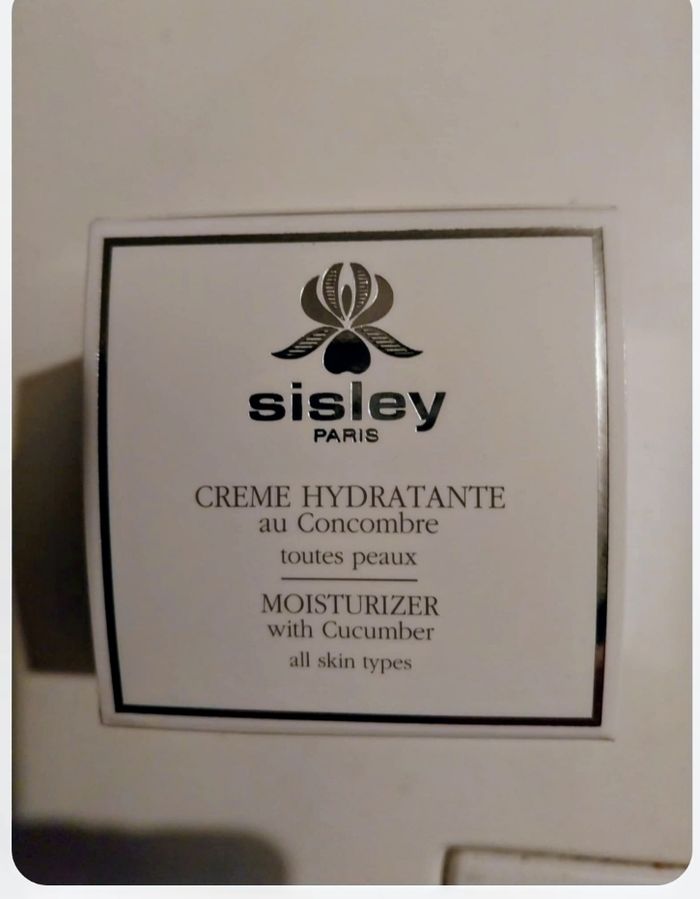 sisley
PARIS
CREME HYDRATANTE
au Concombre
toutes peaux
MOISTURIZER
with Cucumber
all skin types